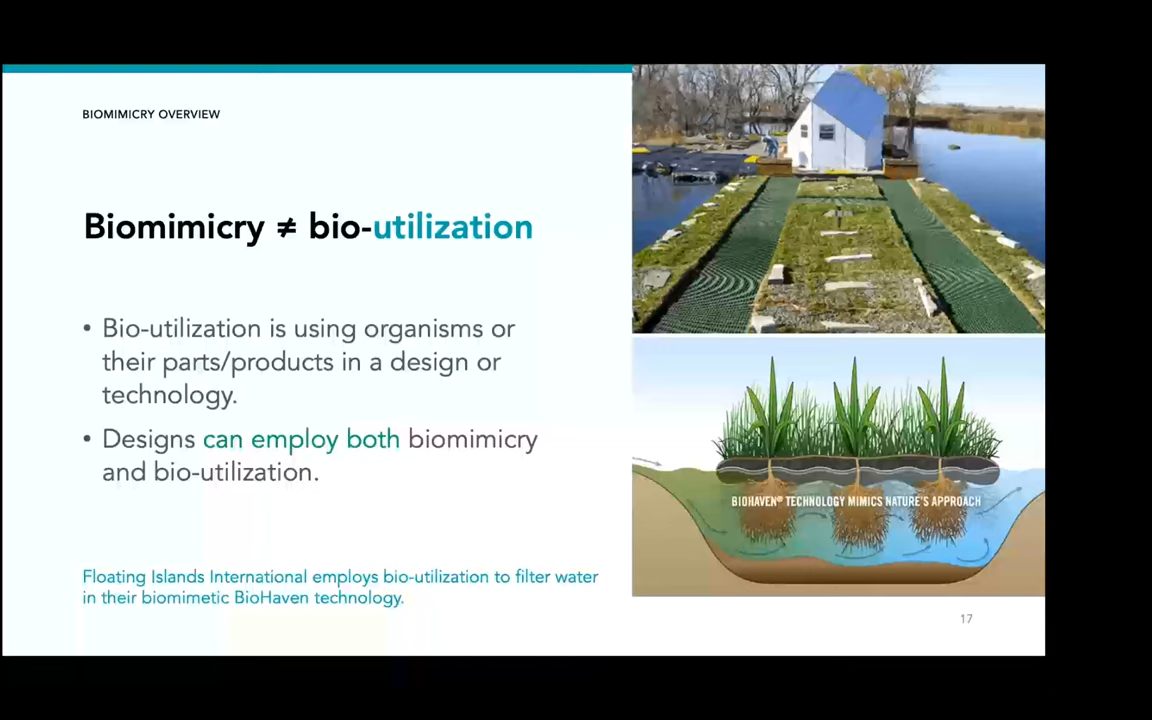 BIOMIMICRY OVERVIEW
Biomimicry ≠ bio-utilization
• Bio-utilization is using organisms or
their parts/products in a design or
technology.
• Designs can employ both biomimicry
and bio-utilization.
BIOHAVEN® TECHNOLOGY MIMICS NATURE'S APPROACH
Floating Islands International employs bio-utilization to filter water
in their biomimetic BioHaven technology.
17